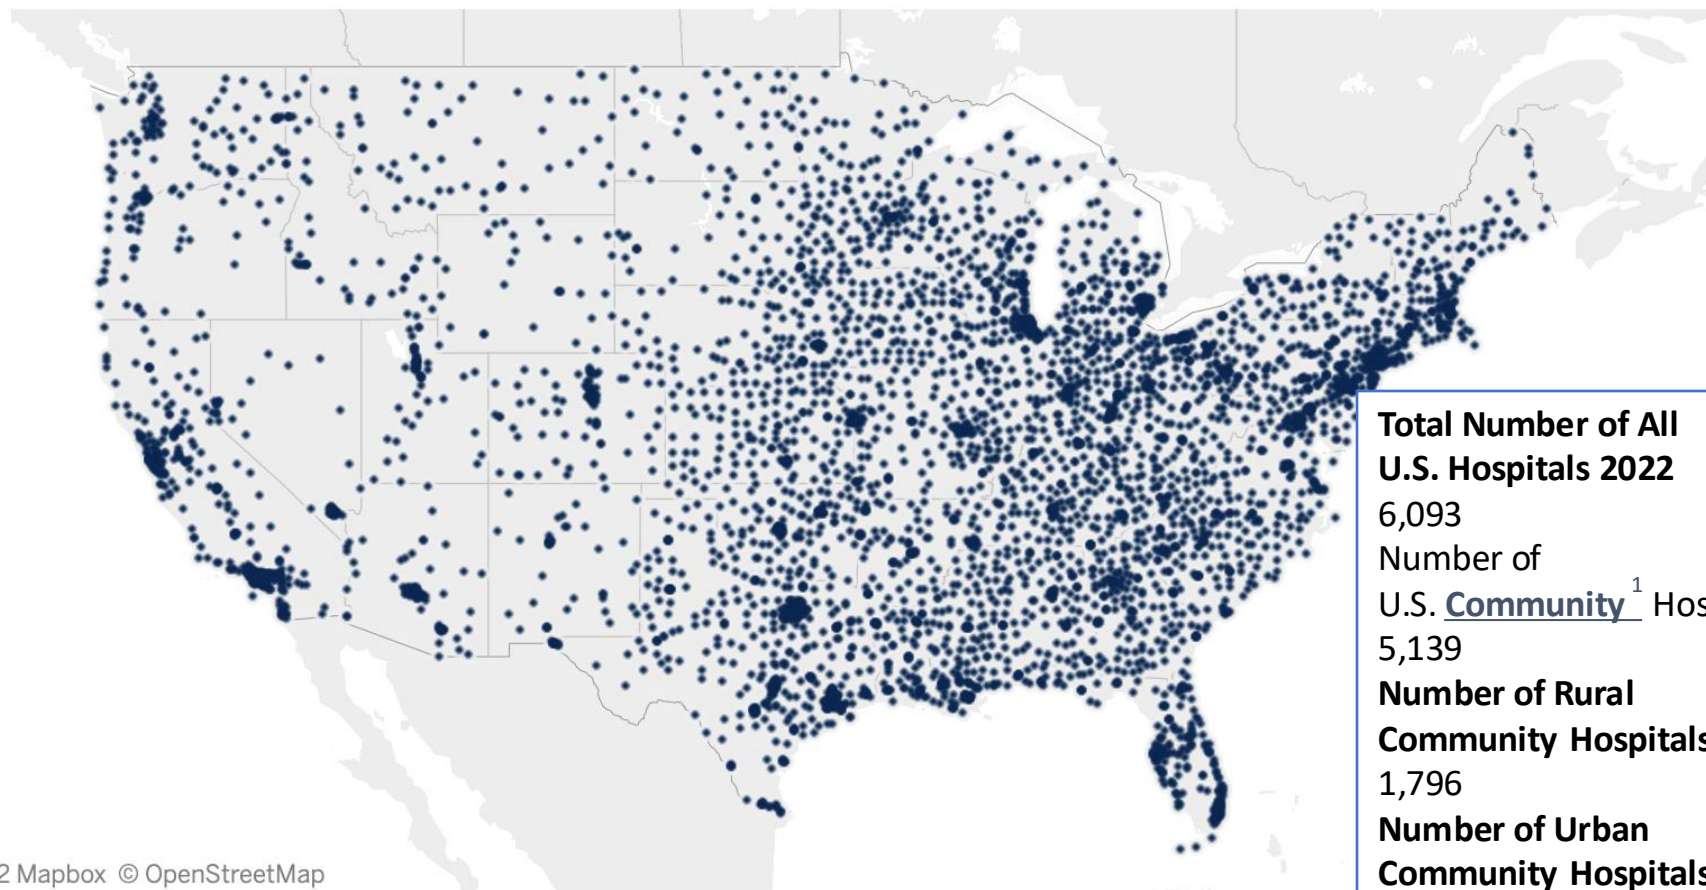 Total Number of All
U.S. Hospitals 2022
6,093
Number of
U.S. Community 1 Hos
5,139
Number of Rural
Community Hospitals
1,796
Number of Urban
Community Hospitals
2 Mapbox © OpenStreetMap